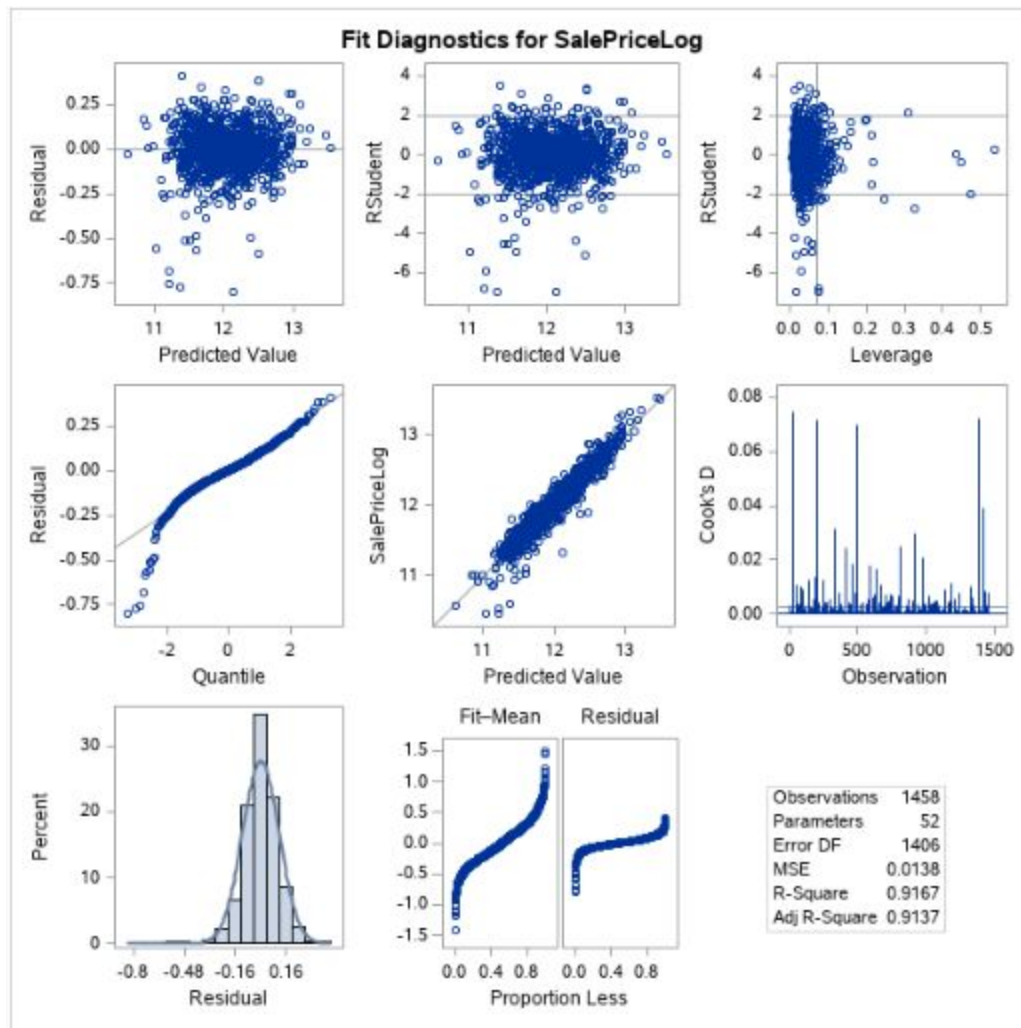 Fit Diagnostics for SalePriceLog
0.25
0.00
-0.25
-0.50
-0.75
Residual
11 12 13
Predicted Value
4
2
0
-2
-4
-6
RStudent
11 12 13
Predicted Value
4
2
0
-2
-4
-6
RStudent
0.0 0.1 0.2 0.3 0.4 0.5
Leverage
0.25
0.00
-0.25
-0.50
-0.75
Residual
-2 0 2
Quantile
13
12
11
SalePriceLog
11 12 13
Predicted Value
0.08
0.06
0.04
0.02
0.00
Cook's D
0 500 1000 1500
Observation
30
20
10
0
Percent
-0.8 -0.48 -0.16 0.16
Residual
Fit–Mean Residual
1.5
1.0
0.5
0.0
-0.5
-1.0
-1.5
0.0 0.4 0.8 0.0 0.4 0.8
Proportion Less
Observations 1458
Parameters 52
Error DF 1406
MSE 0.0138
R-Square 0.9167
Adj R-Square 0.9137